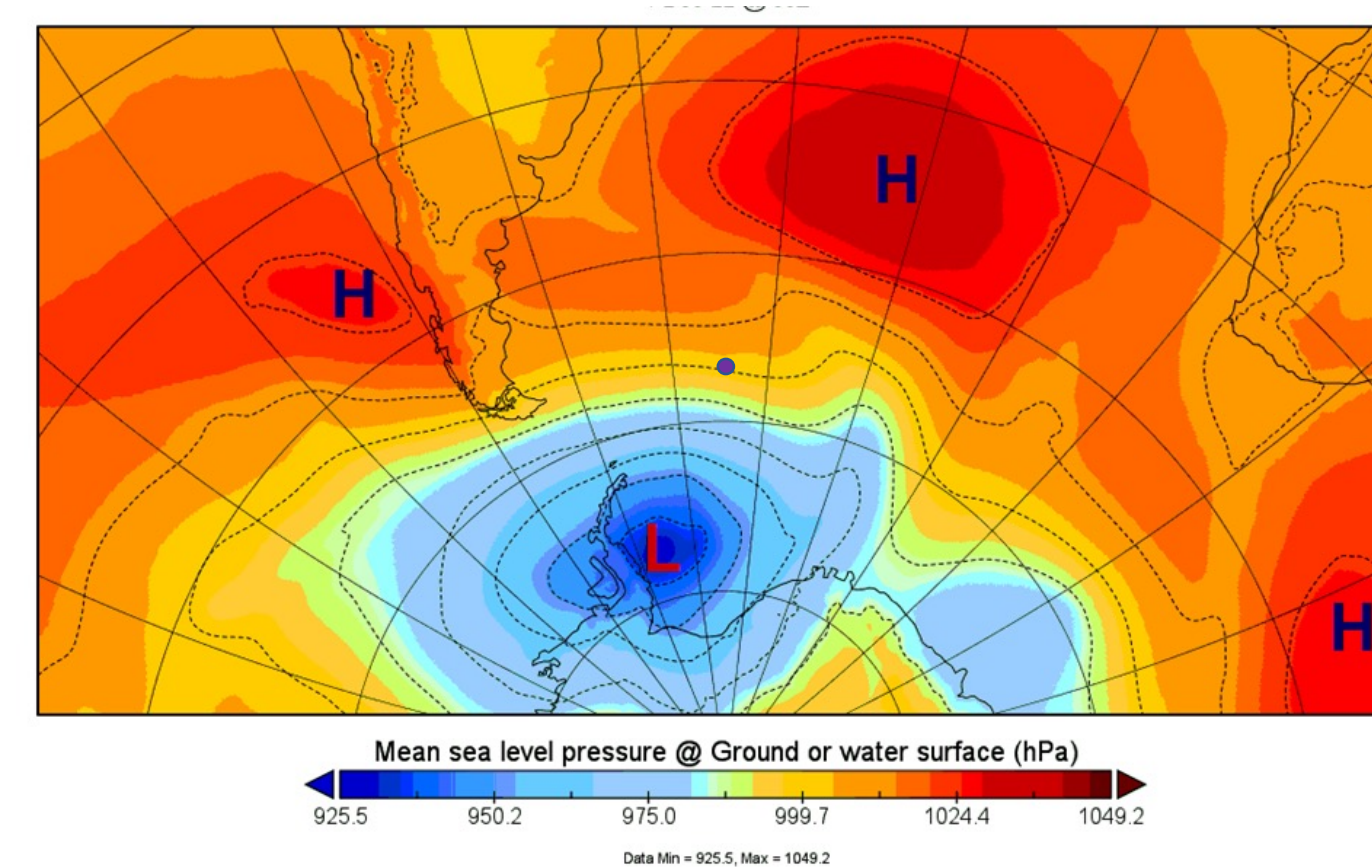 H
H
L
H
Mean sea level pressure @ Ground or water surface (hPa)
925.5 950.2 975.0 999.7 1024.4 1049.2
Data Min = 925.5, Max = 1049.2